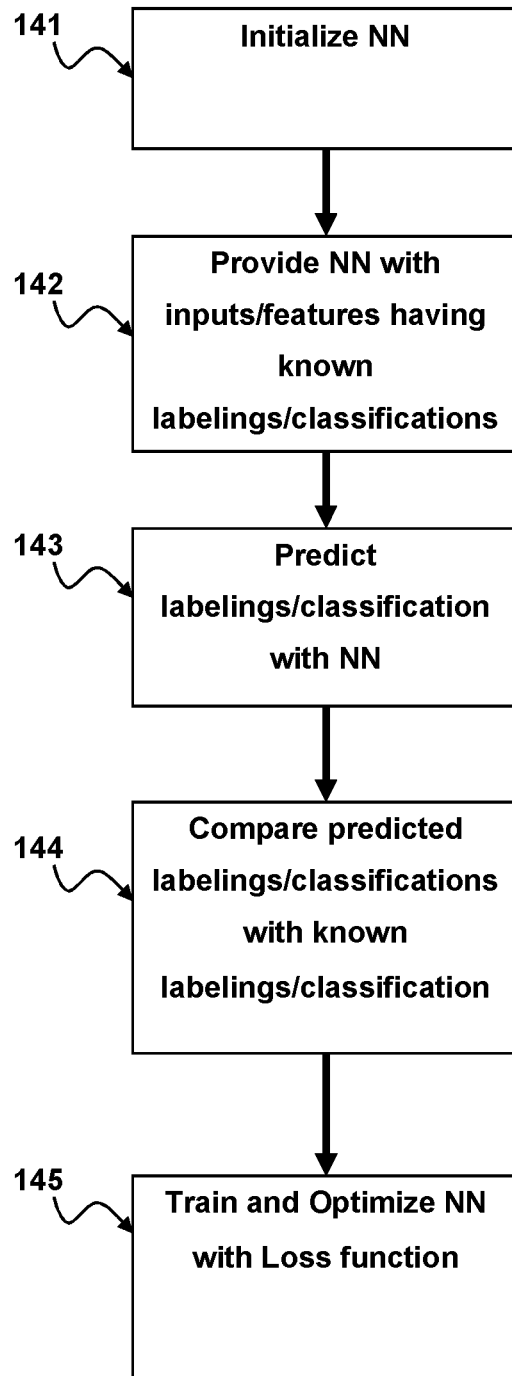 141
Initialize NN
142
Provide NN with
inputs/features having
known
labelings/classifications
143
Predict
labelings/classification
with NN
144
Compare predicted
labelings/classifications
with known
labelings/classification
145
Train and Optimize NN
with Loss function